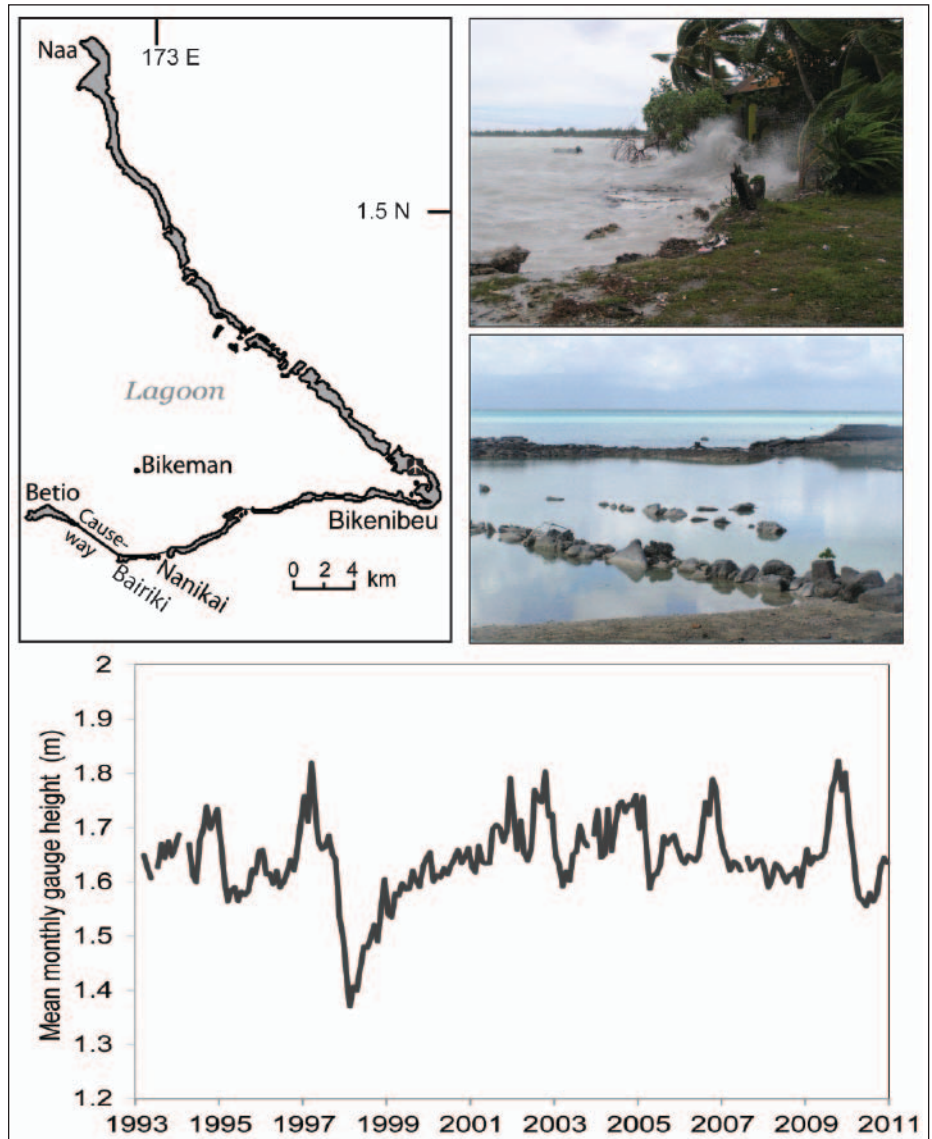 Naa
173 E
1.5 N
Lagoon
Bikeman
Betio
Cause-
way
Bairiki
Nanikai
Bikenibeu
0 2 4
km
Mean monthly gauge height (m)
2
1.9
1.8
1.7
1.6
1.5
1.4
1.3
1.2
1993 1995 1997 1999 2001 2003 2005 2007 2009 2011